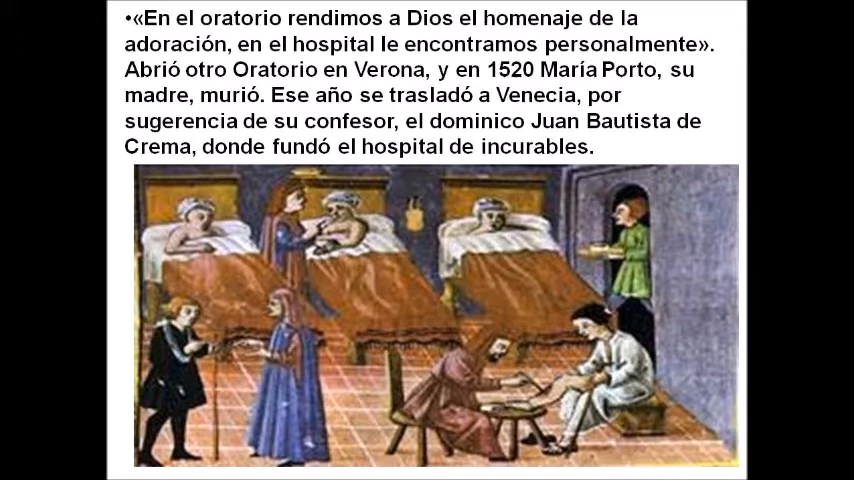 •«En el oratorio rendimos a Dios el homenaje de la
adoración, en el hospital le encontramos personalmente».
Abrió otro Oratorio en Verona, y en 1520 María Porto, su
madre, murió. Ese año se trasladó a Venecia, por
sugerencia de su confesor, el dominico Juan Bautista de
Crema, donde fundó el hospital de incurables.